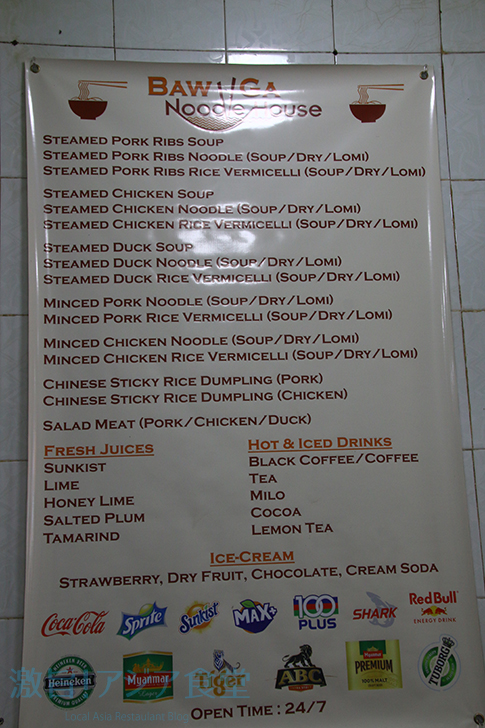 BAW GA
Noodle House
STEAMED PORK RIBS SOUP
STEAMED PORK RIBS NOODLE (SOUP/DRY/LOMI)
STEAMED PORK RIBS RICE VERMICELLI (SOUP/DRY/LOMI)
STEAMED CHICKEN SOUP
STEAMED CHICKEN NOODLE (SOUP/DRY/LOMI)
STEAMED CHICKEN RICE VERMICELLI (SOUP/DRY/LOMI)
STEAMED DUCK SOUP
STEAMED DUCK NOODLE (SOUP/DRY/LOMI)
STEAMED DUCK RICE VERMICELLI (SOUP/DRY/LOMI)
MINCED PORK NOODLE (SOUP/DRY/LOMI)
MINCED PORK RICE VERMICELLI (SOUP/DRY/LOMI)
MINCED CHICKEN NOODLE (SOUP/DRY/LOMI)
MINCED CHICKEN RICE VERMICELLI (SOUP/DRY/LOMI)
CHINESE STICKY RICE DUMPLING (PORK)
CHINESE STICKY RICE DUMPLING (CHICKEN)
SALAD MEAT (PORK/CHICKEN/DUCK)
FRESH JUICES
SUNKIST
LIME
HONEY LIME
SALTED PLUM
TAMARIND
HOT & ICED DRINKS
BLACK COFFEE/COFFEE
TEA
MILO
COCOA
LEMON TEA
ICE-CREAM
STRAWBERRY, DRY FRUIT, CHOCOLATE, CREAM SODA
Coca-Cola Sprite Sunkist MAX+ 100 PLUS SHARK Red Bull
ENERGY DRINK
Heineken Myanmar Tiger ABC Myanmar PREMIUM TUBORG
激旨!アジア食堂
Local Asia Restaurant Blog
OPEN TIME : 24/7